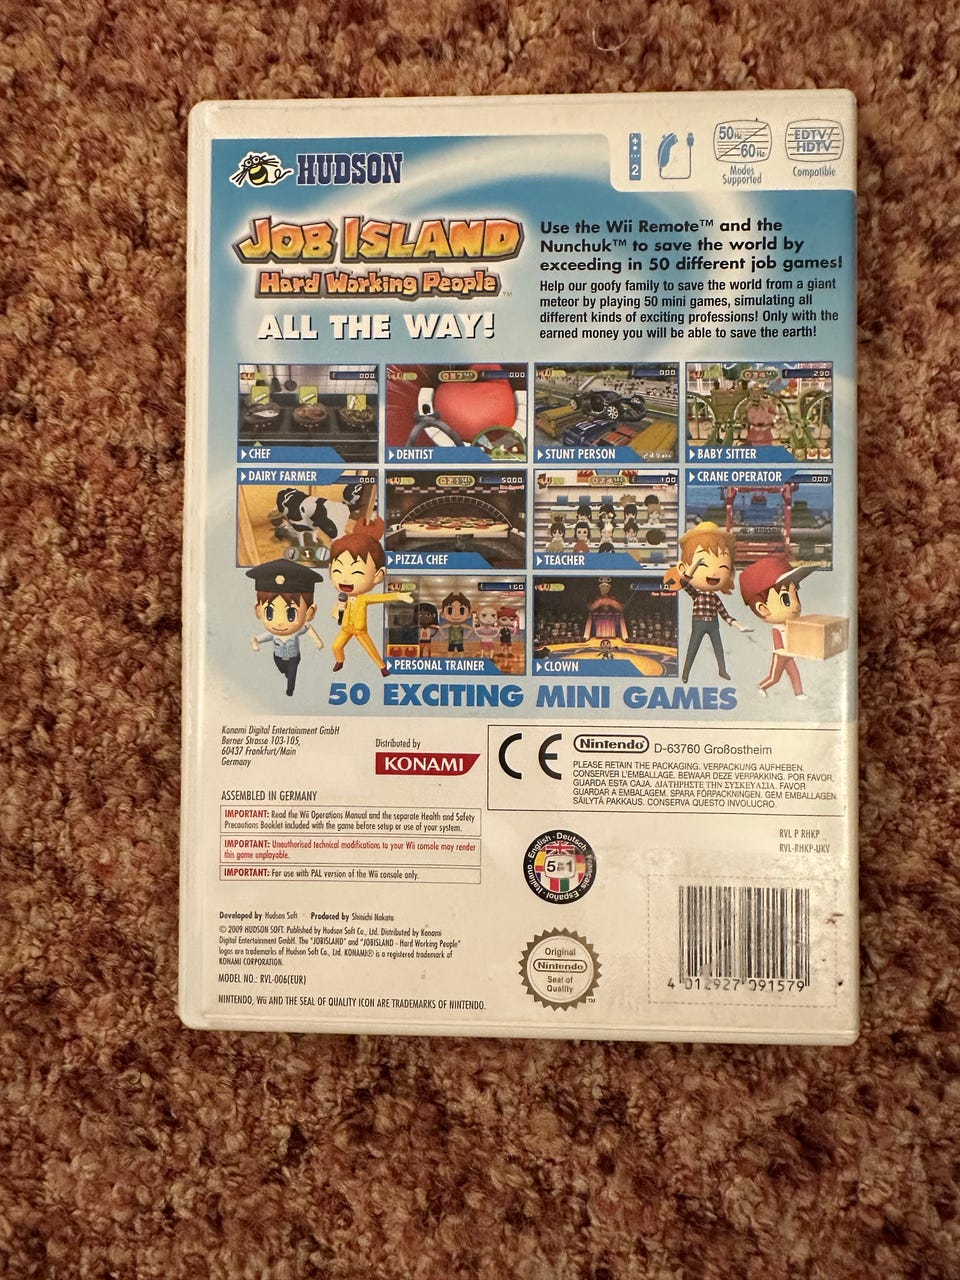 HUDSON
2
50Hz
60Hz
Modes
Supported
EDTV/
HDTV
Compatible
JOB ISLAND
Hard Working People™
ALL THE WAY!
Use the Wii Remote™ and the
Nunchuk™ to save the world by
exceeding in 50 different job games!
Help our goofy family to save the world from a giant
meteor by playing 50 mini games, simulating all
different kinds of exciting professions! Only with the
earned money you will be able to save the earth!
CHEF
DENTIST
STUNT PERSON
BABY SITTER
DAIRY FARMER
PIZZA CHEF
TEACHER
CRANE OPERATOR
PERSONAL TRAINER
CLOWN
50 EXCITING MINI GAMES
Konami Digital Entertainment GmbH
Berner Strasse 103-105,
60437 Frankfurt/Main
Germany
Distributed by
KONAMI
CE
Nintendo D-63760 Großostheim
PLEASE RETAIN THE PACKAGING. VERPACKUNG AUFHEBEN.
CONSERVER L'EMBALLAGE. BEWAAR DEZE VERPAKKING. POR FAVOR,
GUARDA ESTA CAJA. ΔΙΑΤΗΡΗΣΤΕ ΤΗΝ ΣΥΣΚΕΥΑΣΙΑ. FAVOR
GUARDAR A EMBALAGEM. SPARA FÖRPACKNINGEN. GEM EMBALLAGEN.
SÄILYTÄ PAKKAUS. CONSERVA QUESTO INVOLUCRO.
ASSEMBLED IN GERMANY
IMPORTANT: Read the Wii Operations Manual and the separate Health and Safety
Precautions Booklet included with the game before setup or use of your system.
IMPORTANT: Unauthorised technical modifications to your Wii console may render
this game unplayable.
IMPORTANT: For use with PAL version of the Wii console only.
English · Deutsch · Français · Español · Italiano
5 IN 1
RVL P RHKP
RVL-RHKP-UKV
Developed by Hudson Soft Produced by Shinichi Nakata
© 2009 HUDSON SOFT. Published by Hudson Soft Co., Ltd. Distributed by Konami
Digital Entertainment GmbH. The "JOBISLAND" and "JOBISLAND - Hard Working People"
logos are trademarks of Hudson Soft Co., Ltd. KONAMI® is a registered trademark of
KONAMI CORPORATION.
MODEL NO.: RVL-006(EUR)
NINTENDO, Wii AND THE SEAL OF QUALITY ICON ARE TRADEMARKS OF NINTENDO.
Original
Nintendo
Seal of
Quality
TM
4 012927 091579